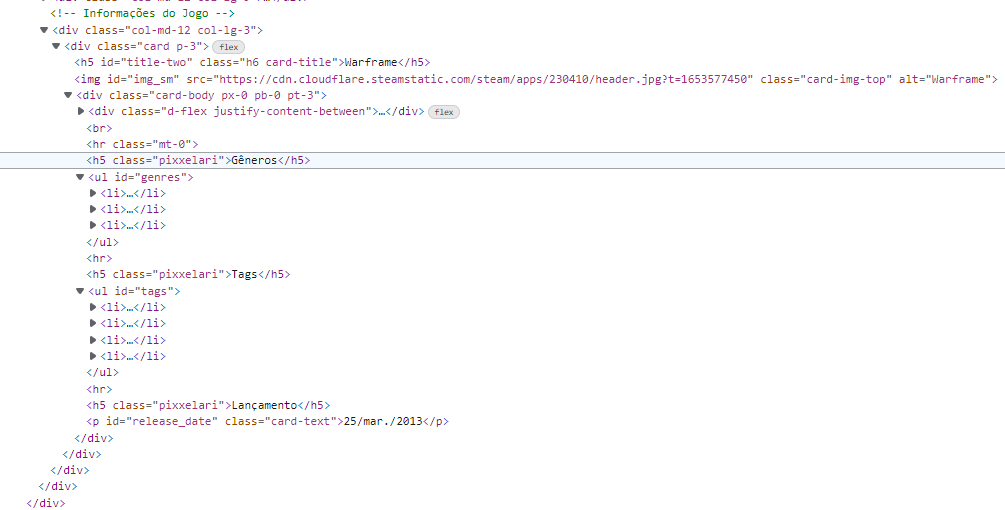 <!-- Informações do Jogo -->
<div class="col-md-12 col-lg-3">
<div class="card p-3"> flex
<h5 id="title-two" class="h6 card-title">Warframe</h5>
<img id="img_sm" src="https://cdn.cloudflare.steamstatic.com/steam/apps/230410/header.jpg?t=1653577450" class="card-img-top" alt="Warframe">
<div class="card-body px-0 pb-0 pt-3">
<div class="d-flex justify-content-between">…</div> flex
<br>
<hr class="mt-0">
<h5 class="pixxelari">Gêneros</h5>
<ul id="genres">
<li>…</li>
<li>…</li>
<li>…</li>
</ul>
<hr>
<h5 class="pixxelari">Tags</h5>
<ul id="tags">
<li>…</li>
<li>…</li>
<li>…</li>
<li>…</li>
</ul>
<hr>
<h5 class="pixxelari">Lançamento</h5>
<p id="release_date" class="card-text">25/mar./2013</p>
</div>
</div>
</div>
</div>
</div>